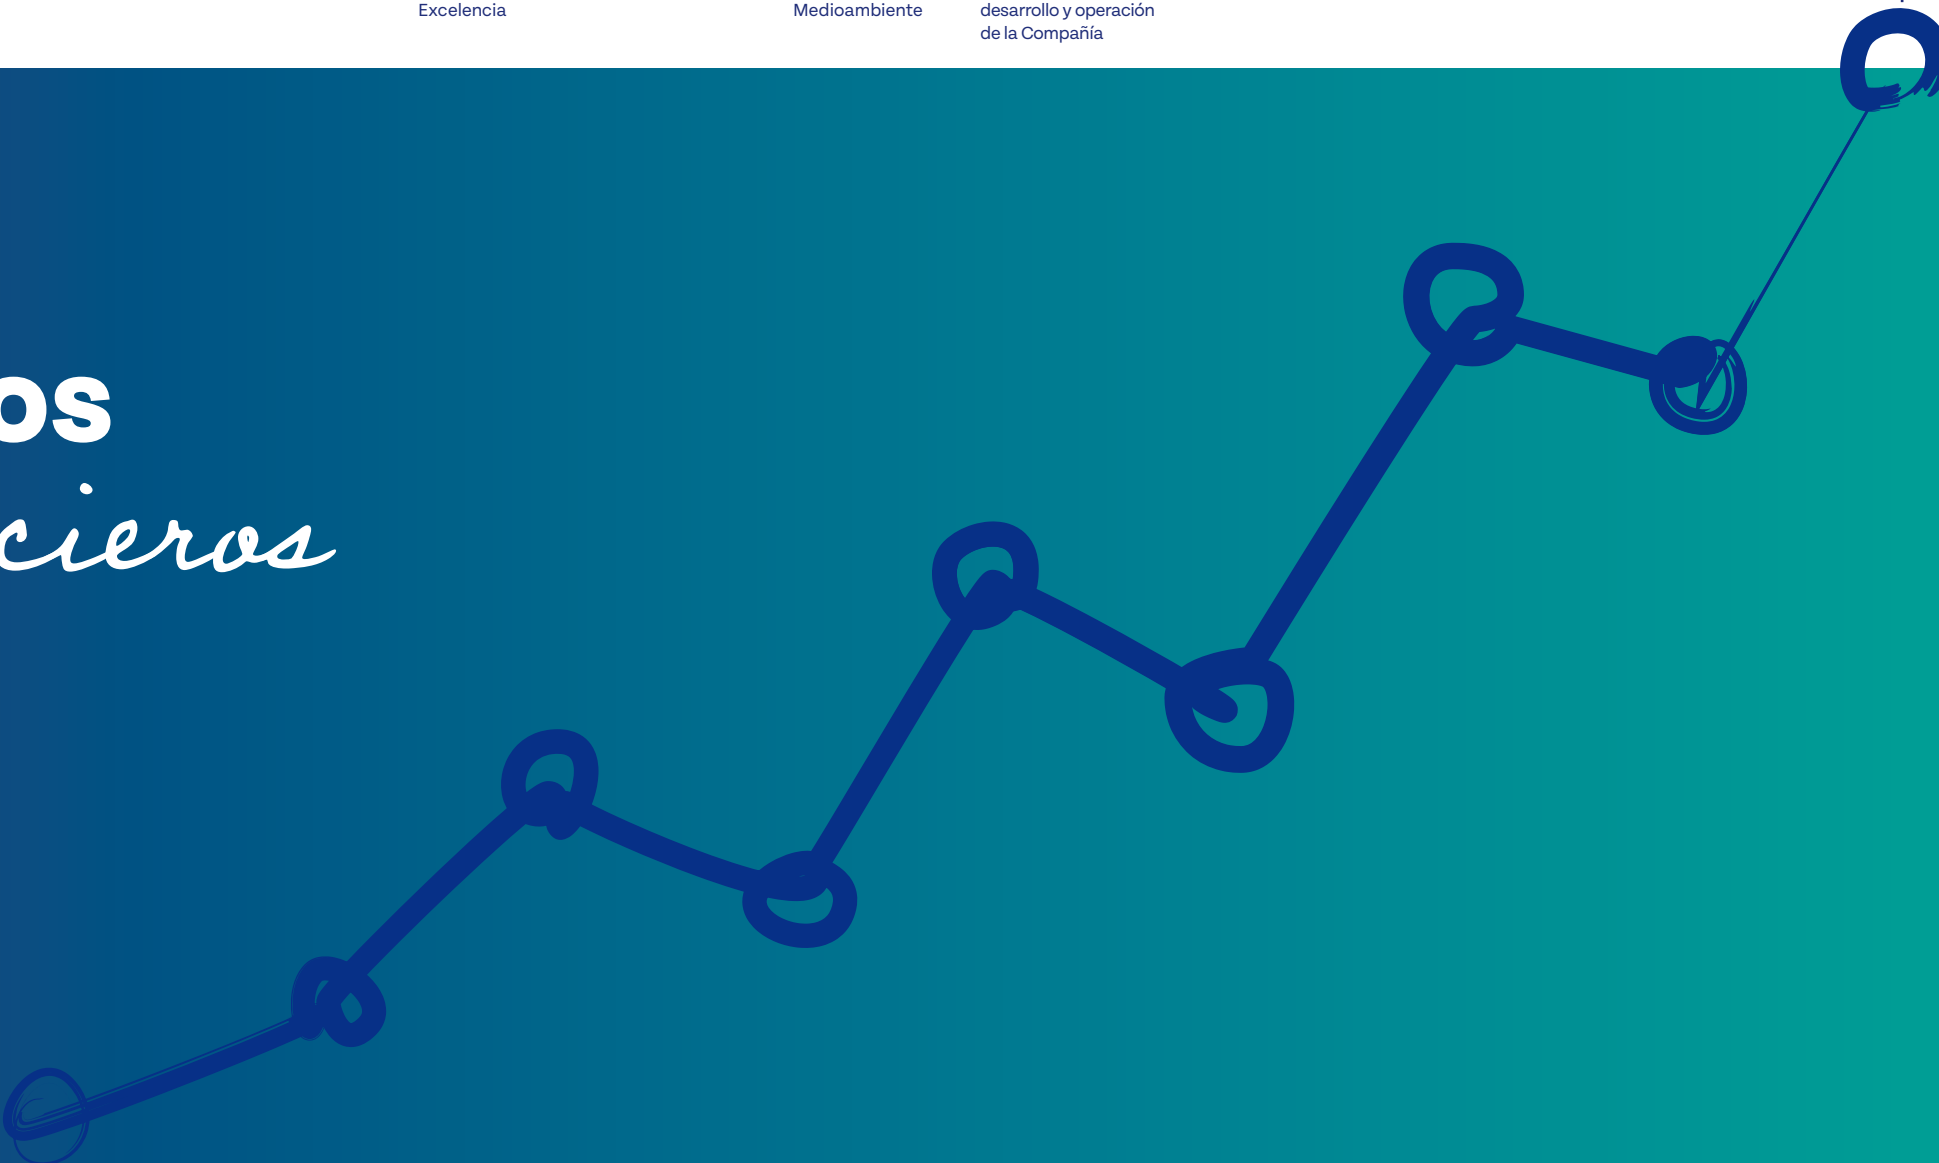 Excelencia
Medioambiente
desarrollo y operación
de la Compañía
os
cieros